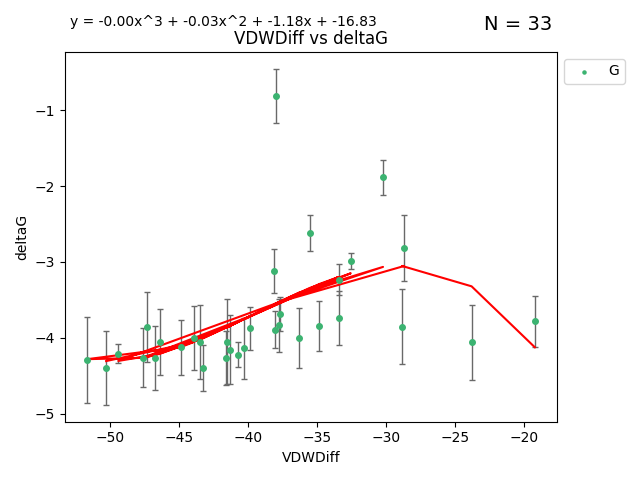 y = -0.00x^3 + -0.03x^2 + -1.18x + -16.83
N = 33
VDWDiff vs deltaG
G
deltaG
−1
−2
−3
−4
−5
−50 −45 −40 −35 −30 −25 −20
VDWDiff